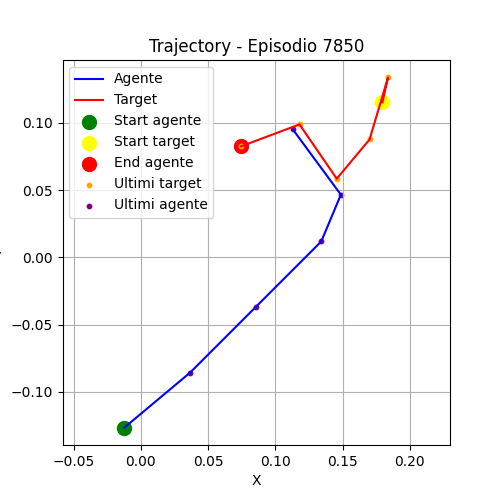 Trajectory - Episodio 7850
Agente
Target
Start agente
Start target
End agente
Ultimi target
Ultimi agente
0.10
0.05
0.00
−0.05
−0.10
−0.05
0.00
0.05
0.10
0.15
0.20
X